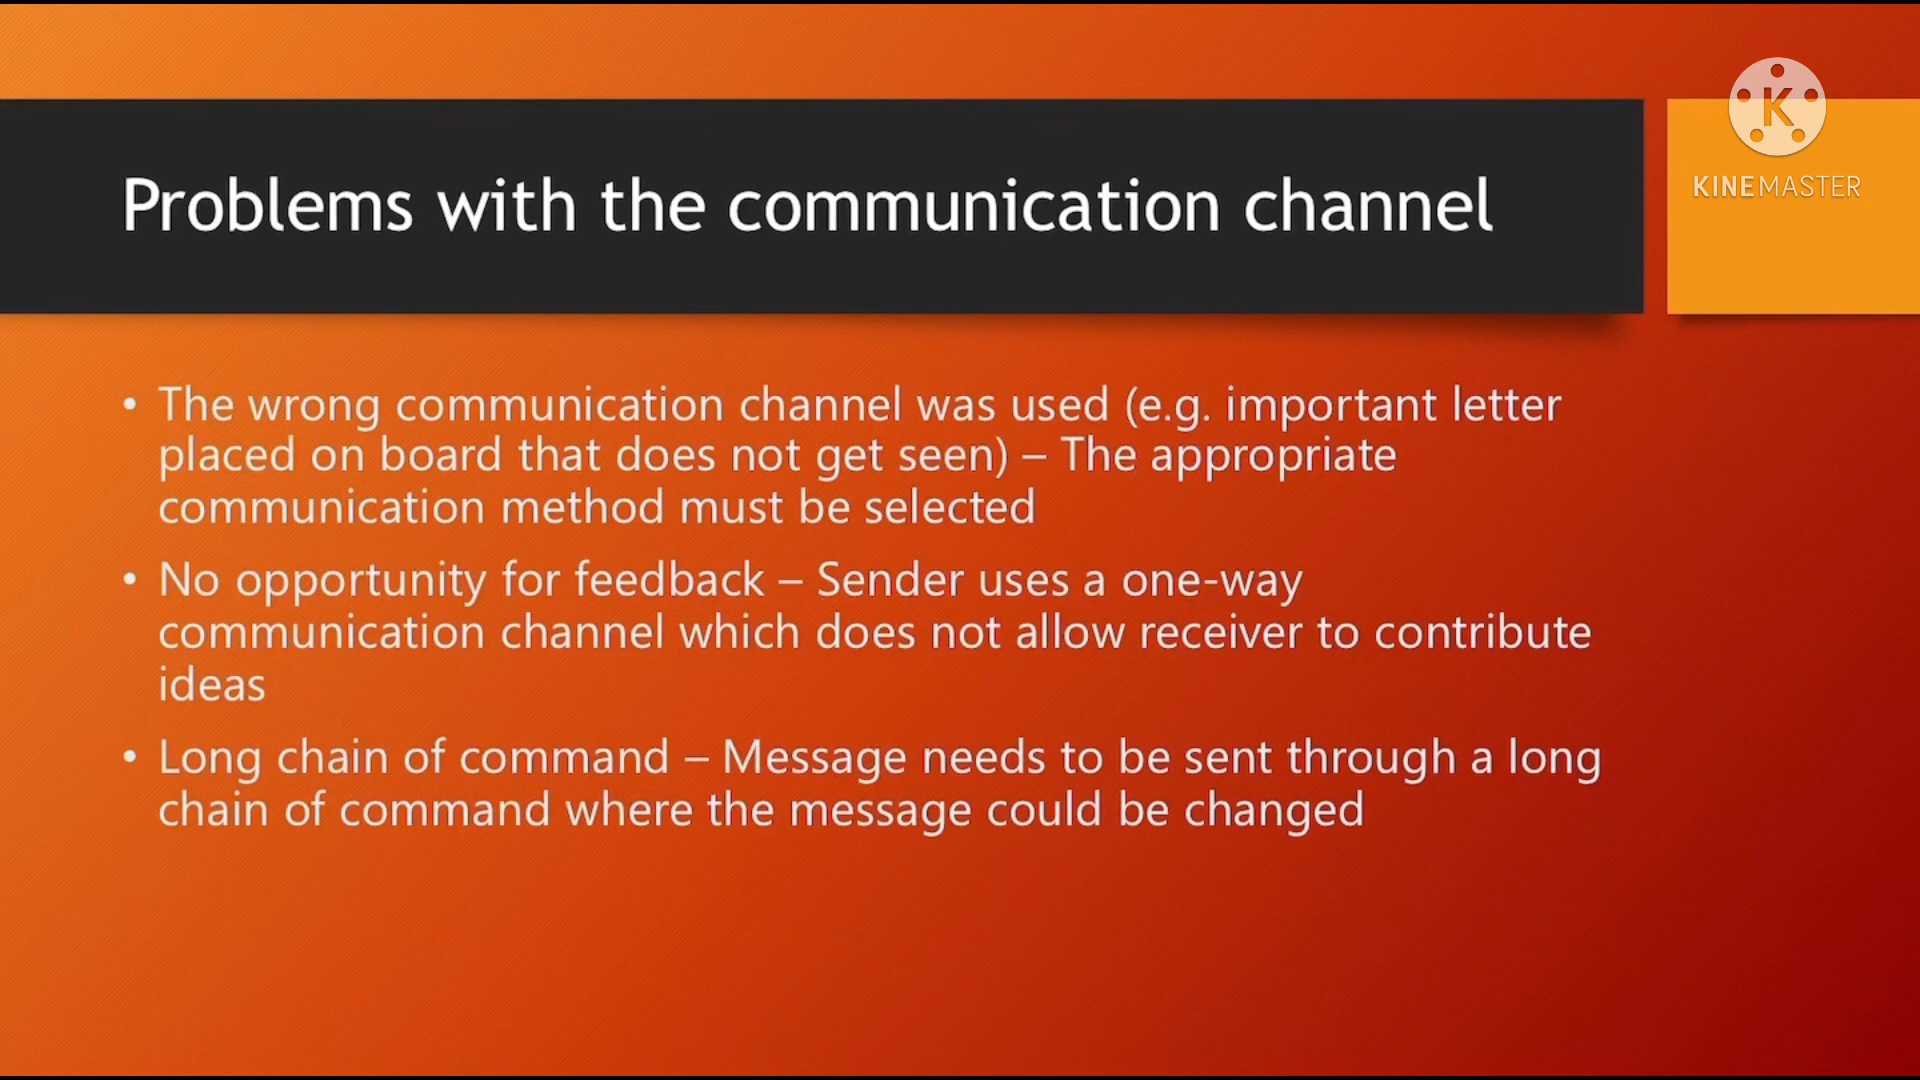 K
KINEMASTER
Problems with the communication channel
• The wrong communication channel was used (e.g. important letter
placed on board that does not get seen) – The appropriate
communication method must be selected
• No opportunity for feedback – Sender uses a one-way
communication channel which does not allow receiver to contribute
ideas
• Long chain of command – Message needs to be sent through a long
chain of command where the message could be changed